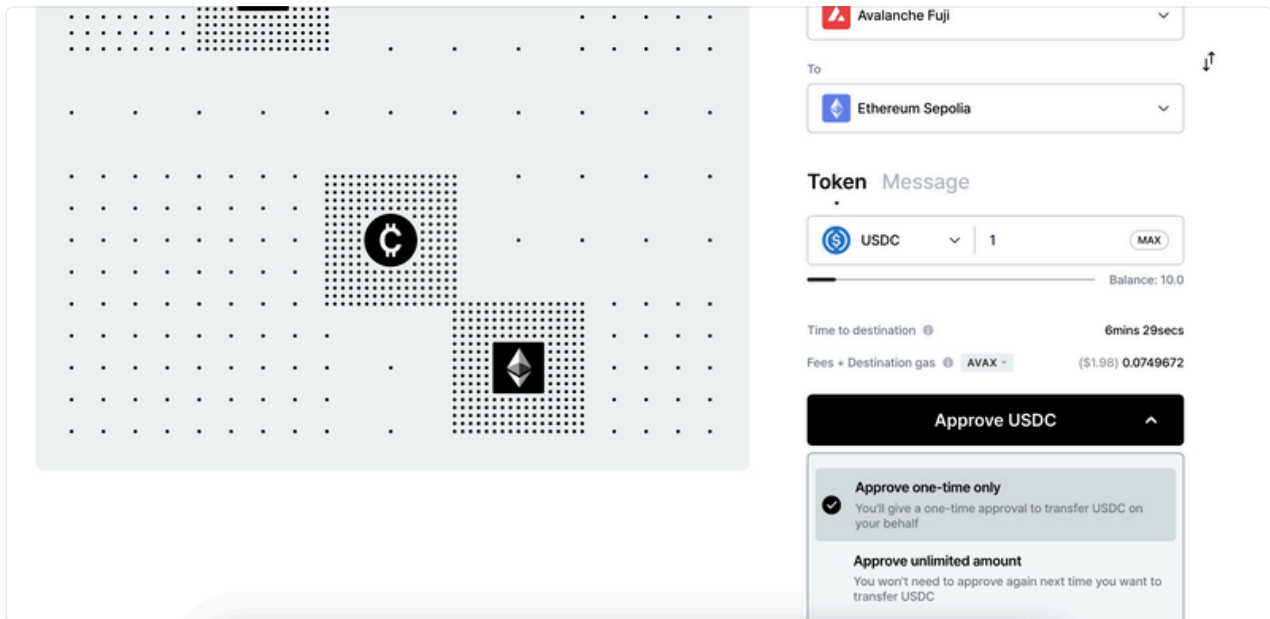 Avalanche Fuji
To
Ethereum Sepolia
Token Message
USDC 1 MAX
Balance: 10.0
Time to destination 6mins 29secs
Fees + Destination gas AVAX ($1.98) 0.0749672
Approve USDC
Approve one-time only
You'll give a one-time approval to transfer USDC on
your behalf
Approve unlimited amount
You won't need to approve again next time you want to
transfer USDC